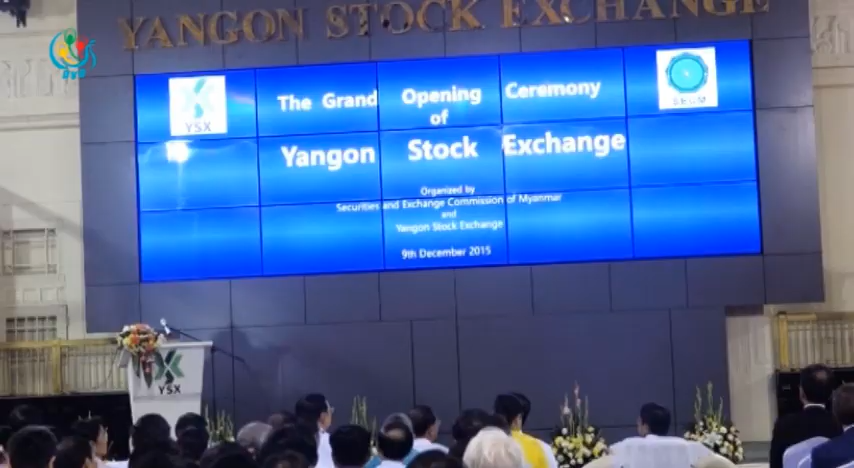 YANGON STOCK EXCHANGE
DVB
YSX
The Grand Opening Ceremony
of
Yangon Stock Exchange
Organized by
Securities and Exchange Commission of Myanmar
and
Yangon Stock Exchange
9th December 2015
YSX